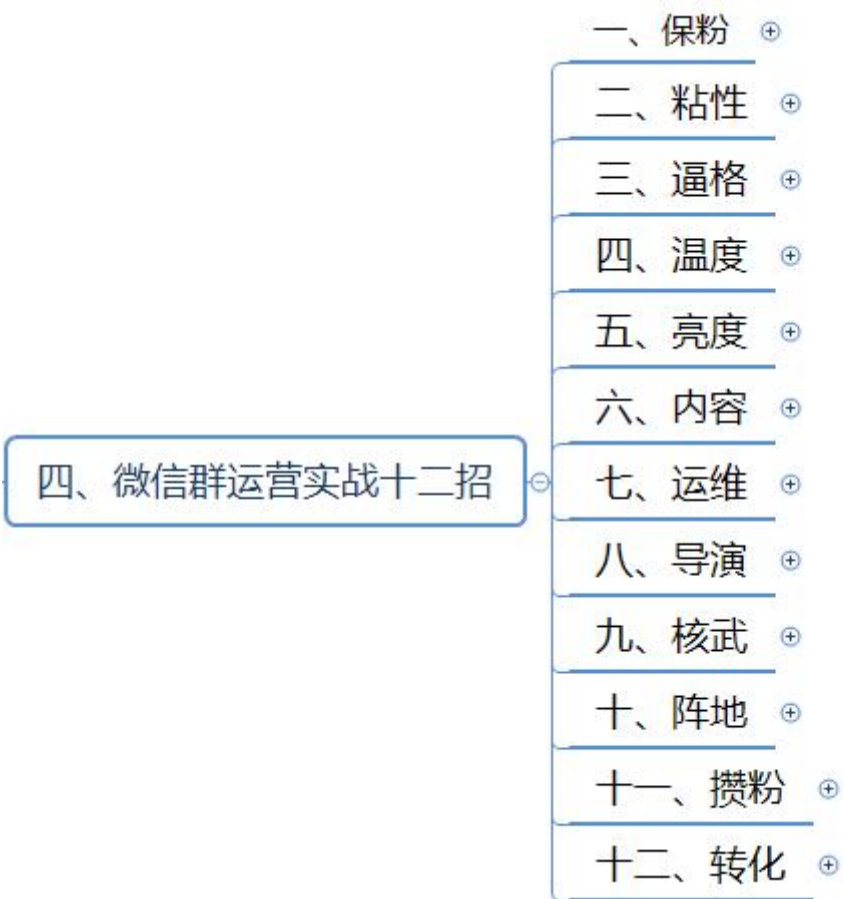 四、微信群运营实战十二招
一、保粉
二、粘性
三、逼格
四、温度
五、亮度
六、内容
七、运维
八、导演
九、核武
十、阵地
十一、攒粉
十二、转化